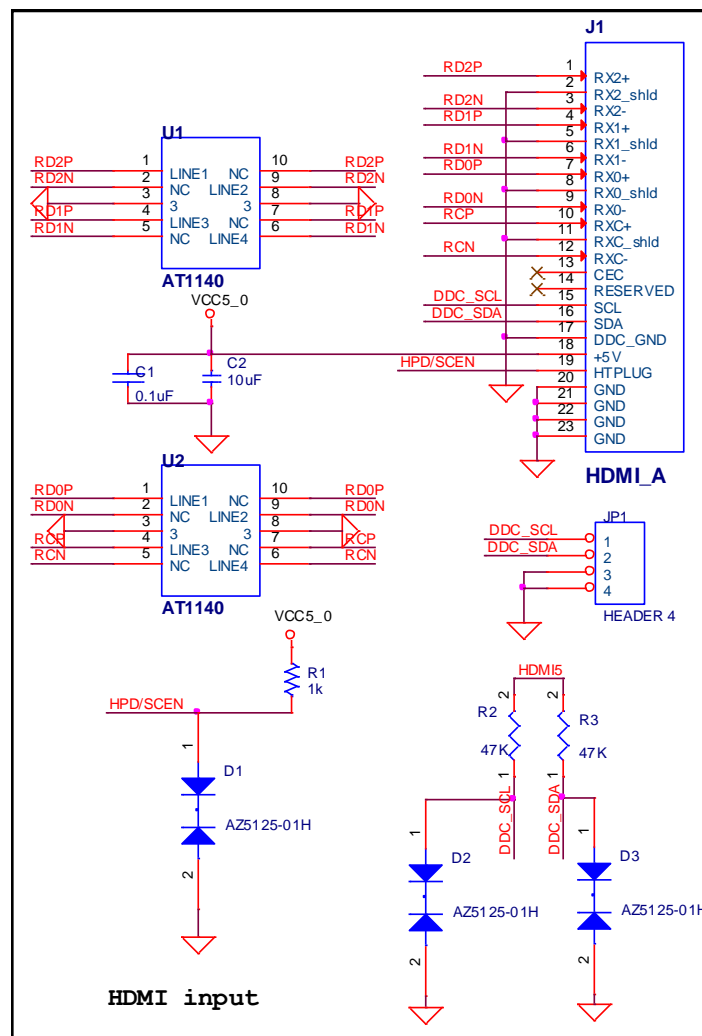 J1
RD2P 1 RX2+
2 RX2_shld
RD2N 3 RX2-
RD1P 4 RX1+
5 RX1_shld
RD1N 6 RX1-
RD0P 7 RX0+
8 RX0_shld
RD0N 9 RX0-
RCP 10 RXC+
11 RXC_shld
RCN 12 RXC-
13 CEC
14 RESERVED
DDC_SCL 15 SCL
DDC_SDA 16 SDA
17 DDC_GND
18 +5V
HPD/SCEN 19 HTPLUG
20 GND
21 GND
22 GND
23 GND
HDMI_A
U1
RD2P 1 LINE1 NC 10 RD2P
RD2N 2 NC LINE2 9 RD2N
3 3 3 8
RD1P 4 LINE3 NC 7 RD1P
RD1N 5 NC LINE4 6 RD1N
AT1140
VCC5_0
C1
0.1uF
C2
10uF
U2
RD0P 1 LINE1 NC 10 RD0P
RD0N 2 NC LINE2 9 RD0N
3 3 3 8
RCP 4 LINE3 NC 7 RCP
RCN 5 NC LINE4 6 RCN
AT1140
JP1
DDC_SCL 1
DDC_SDA 2
3
4
HEADER 4
VCC5_0
R1
1k
HPD/SCEN
1
D1
AZ5125-01H
2
HDMI5
2 2
R2 R3
47K 47K
1 1
DDC_SCL DDC_SDA
1 1
D2 D3
AZ5125-01H AZ5125-01H
2 2
HDMI input